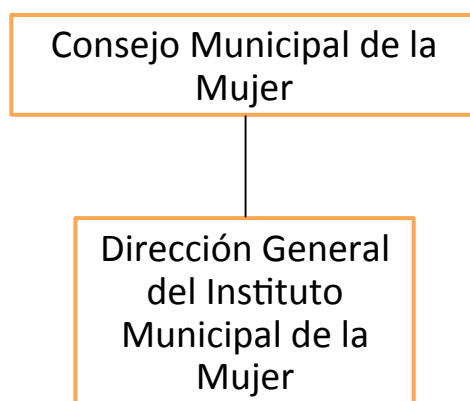 Consejo Municipal de la
Mujer
Dirección General
del Instituto
Municipal de la
Mujer